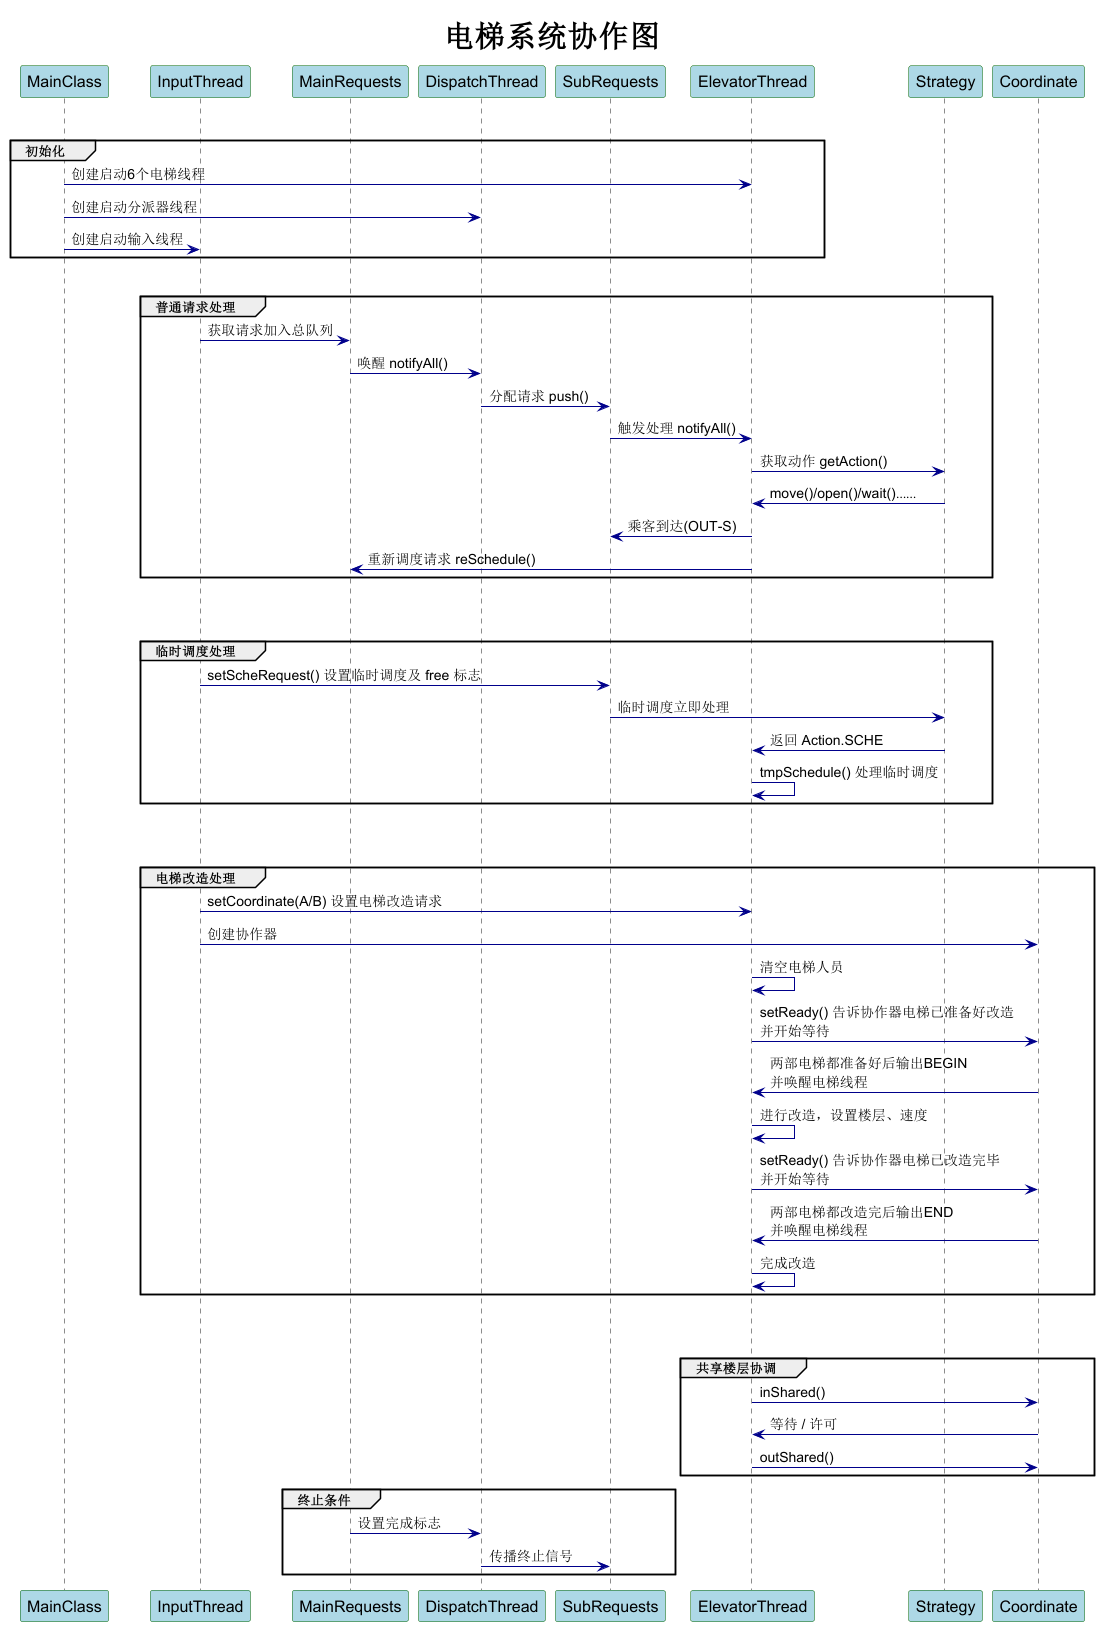 电梯系统协作图
MainClass
InputThread
MainRequests
DispatchThread
SubRequests
ElevatorThread
Strategy
Coordinate
初始化
创建启动6个电梯线程
创建启动分派器线程
创建启动输入线程
普通请求处理
获取请求加入总队列
唤醒 notifyAll()
分配请求 push()
触发处理 notifyAll()
获取动作 getAction()
move()/open()/wait()......
乘客到达(OUT-S)
重新调度请求 reSchedule()
临时调度处理
setScheRequest() 设置临时调度及 free 标志
临时调度立即处理
返回 Action.SCHE
tmpSchedule() 处理临时调度
电梯改造处理
setCoordinate(A/B) 设置电梯改造请求
创建协作器
清空电梯人员
setReady() 告诉协作器电梯已准备好改造
并开始等待
两部电梯都准备好后输出BEGIN
并唤醒电梯线程
进行改造，设置楼层、速度
setReady() 告诉协作器电梯已改造完毕
并开始等待
两部电梯都改造完后输出END
并唤醒电梯线程
完成改造
共享楼层协调
inShared()
等待 / 许可
outShared()
终止条件
设置完成标志
传播终止信号
MainClass
InputThread
MainRequests
DispatchThread
SubRequests
ElevatorThread
Strategy
Coordinate